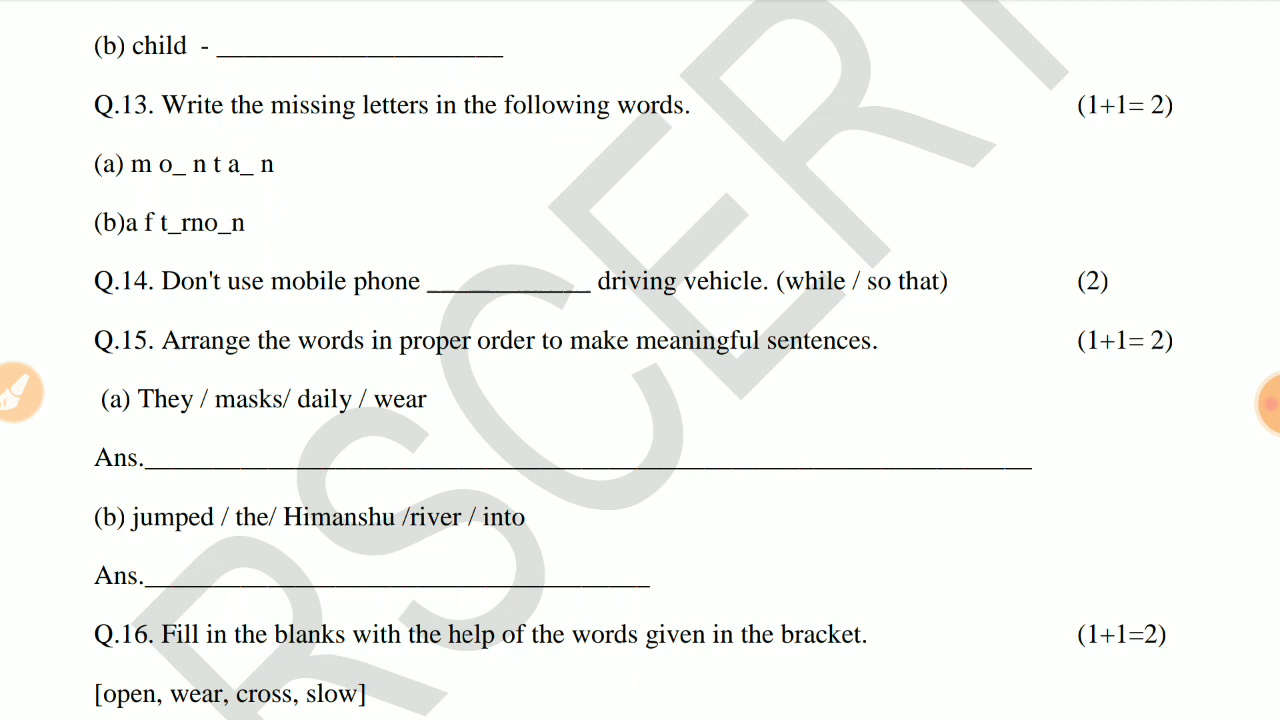 (b) child - _____________________
Q.13. Write the missing letters in the following words. (1+1= 2)
(a) m o_ n t a_ n
(b)a f t_rno_n
Q.14. Don't use mobile phone ____________ driving vehicle. (while / so that) (2)
Q.15. Arrange the words in proper order to make meaningful sentences. (1+1= 2)
(a) They / masks/ daily / wear
Ans._________________________________________________________________
(b) jumped / the/ Himanshu /river / into
Ans._____________________________________
Q.16. Fill in the blanks with the help of the words given in the bracket. (1+1=2)
[open, wear, cross, slow]
RSCERT